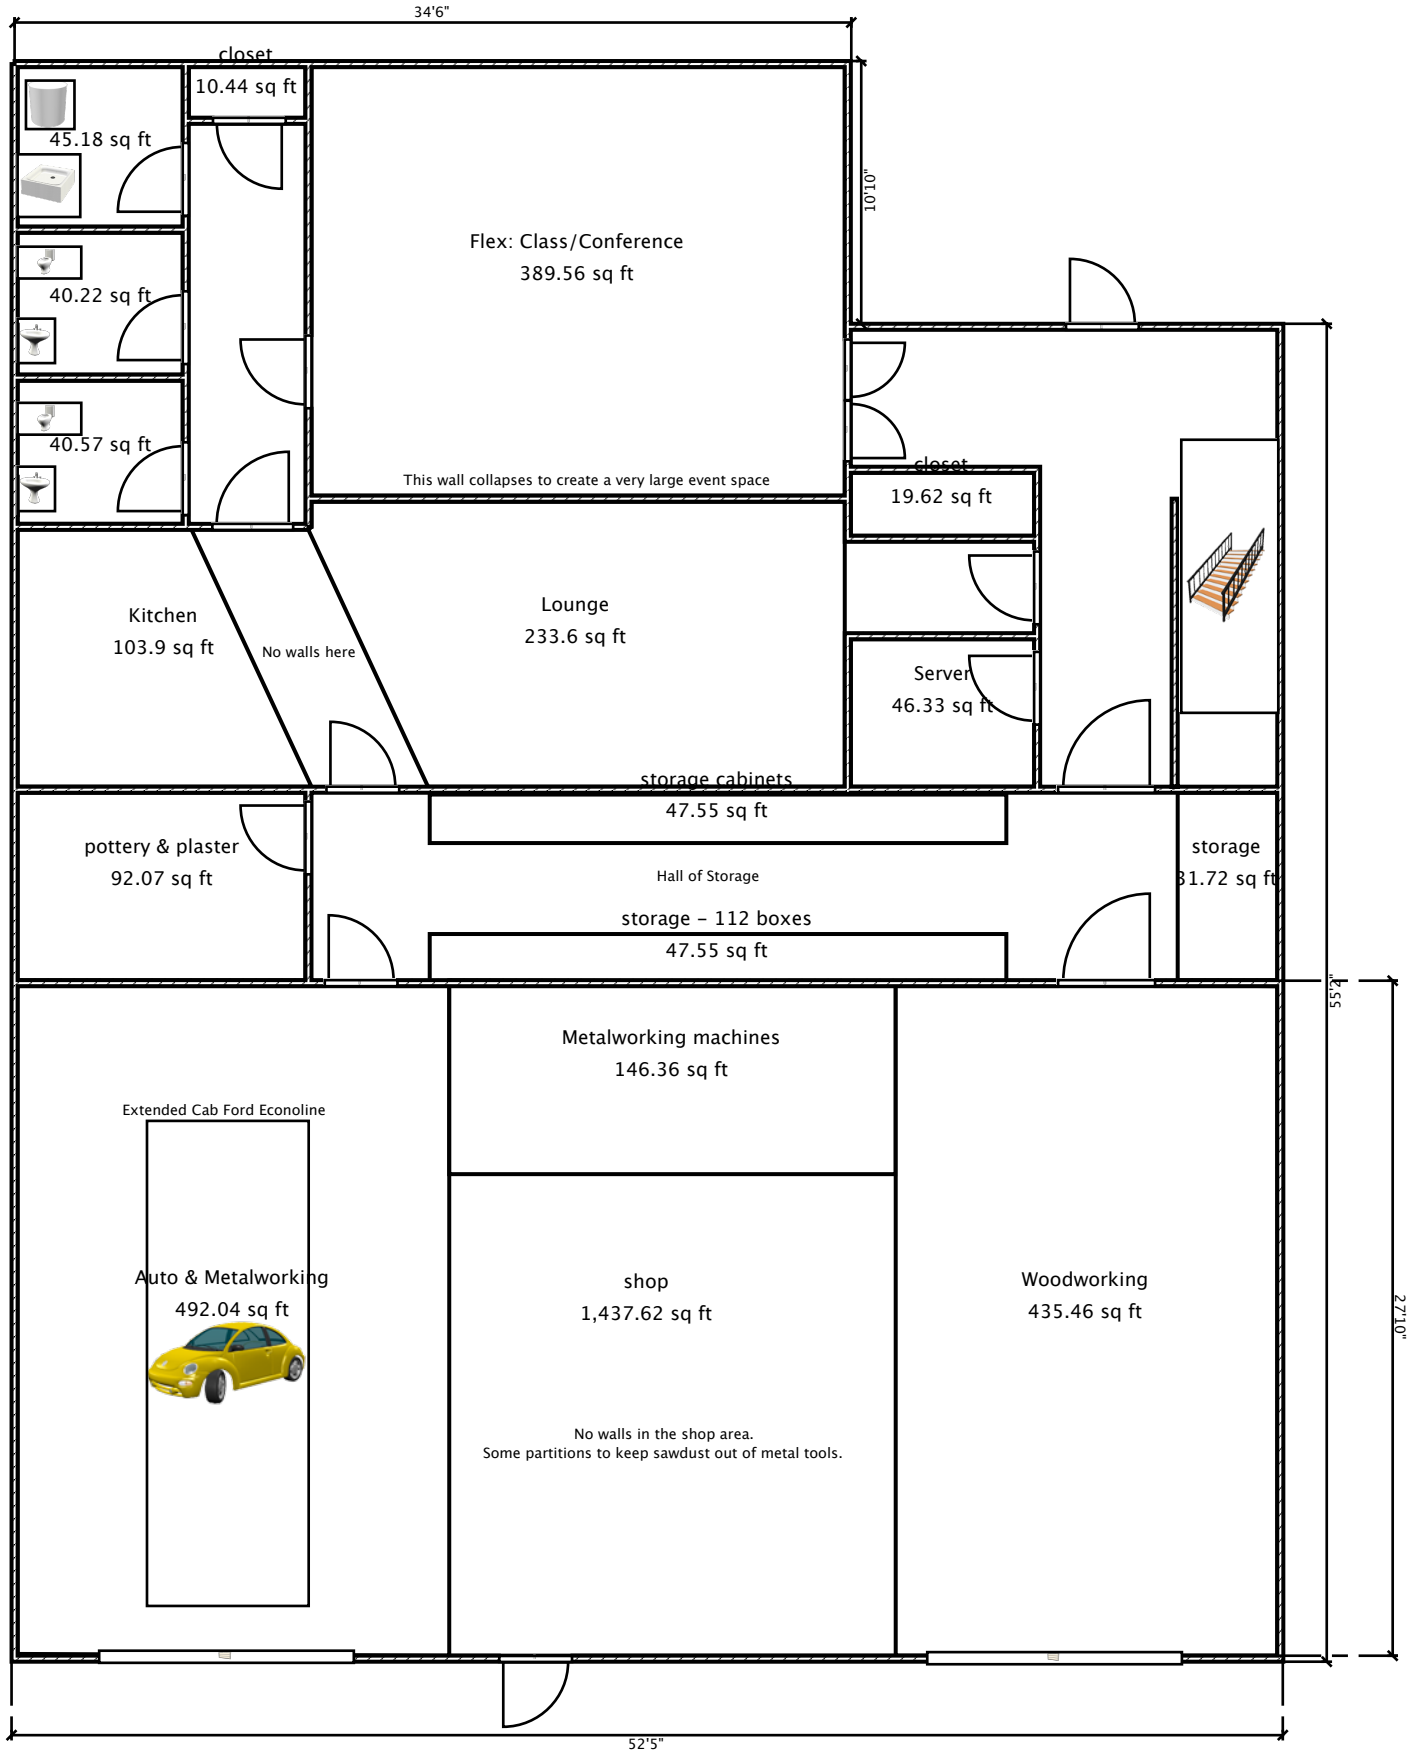 34'6"
closet
10.44 sq ft
45.18 sq ft
10'10"
Flex: Class/Conference
389.56 sq ft
40.22 sq ft
40.57 sq ft
This wall collapses to create a very large event space
closet
19.62 sq ft
Kitchen
103.9 sq ft
No walls here
Lounge
233.6 sq ft
Server
46.33 sq ft
storage cabinets
47.55 sq ft
pottery & plaster
92.07 sq ft
Hall of Storage
storage
31.72 sq ft
storage - 112 boxes
47.55 sq ft
55'2"
Metalworking machines
146.36 sq ft
Extended Cab Ford Econoline
Auto & Metalworking
492.04 sq ft
shop
1,437.62 sq ft
Woodworking
435.46 sq ft
27'10"
No walls in the shop area.
Some partitions to keep sawdust out of metal tools.
52'5"